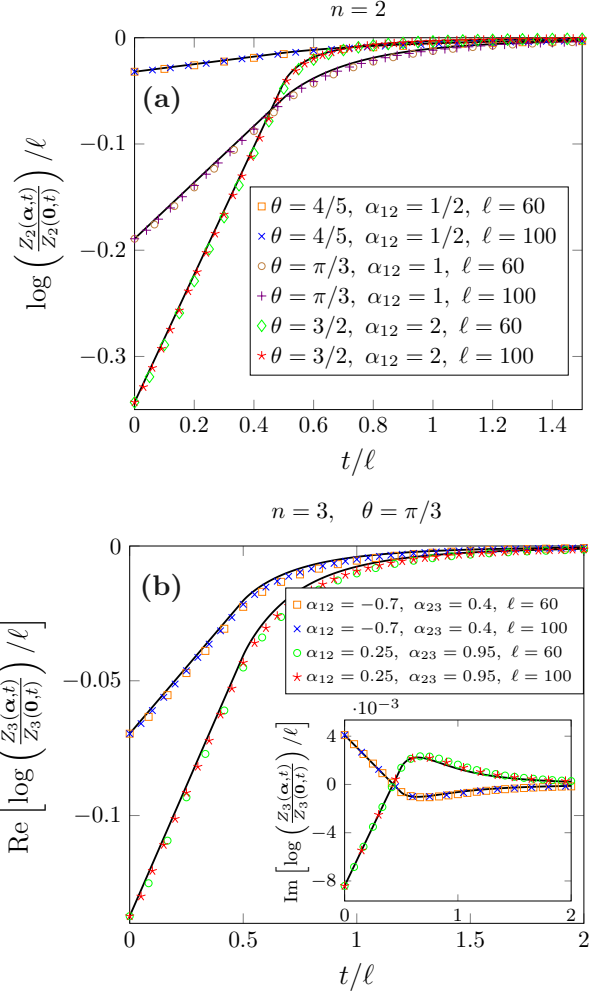 n = 2
0
−0.1
−0.2
−0.3
(a)
log (Z₂(α,t)/Z₂(0,t)) /ℓ
θ = 4/5, α₁₂ = 1/2, ℓ = 60
θ = 4/5, α₁₂ = 1/2, ℓ = 100
θ = π/3, α₁₂ = 1, ℓ = 60
θ = π/3, α₁₂ = 1, ℓ = 100
θ = 3/2, α₁₂ = 2, ℓ = 60
θ = 3/2, α₁₂ = 2, ℓ = 100
0 0.2 0.4 0.6 0.8 1.0 1.2 1.4
t/ℓ
n = 3, θ = π/3
0
−0.05
−0.1
(b)
Re [log (Z₃(α,t)/Z₃(0,t)) /ℓ]
α₁₂ = −0.7, α₂₃ = 0.4, ℓ = 60
α₁₂ = −0.7, α₂₃ = 0.4, ℓ = 100
α₁₂ = 0.25, α₂₃ = 0.95, ℓ = 60
α₁₂ = 0.25, α₂₃ = 0.95, ℓ = 100
·10⁻³
4
0
−4
−8
Im [log (Z₃(α,t)/Z₃(0,t)) /ℓ]
0 1 2
0 0.5 1 1.5 2
t/ℓ